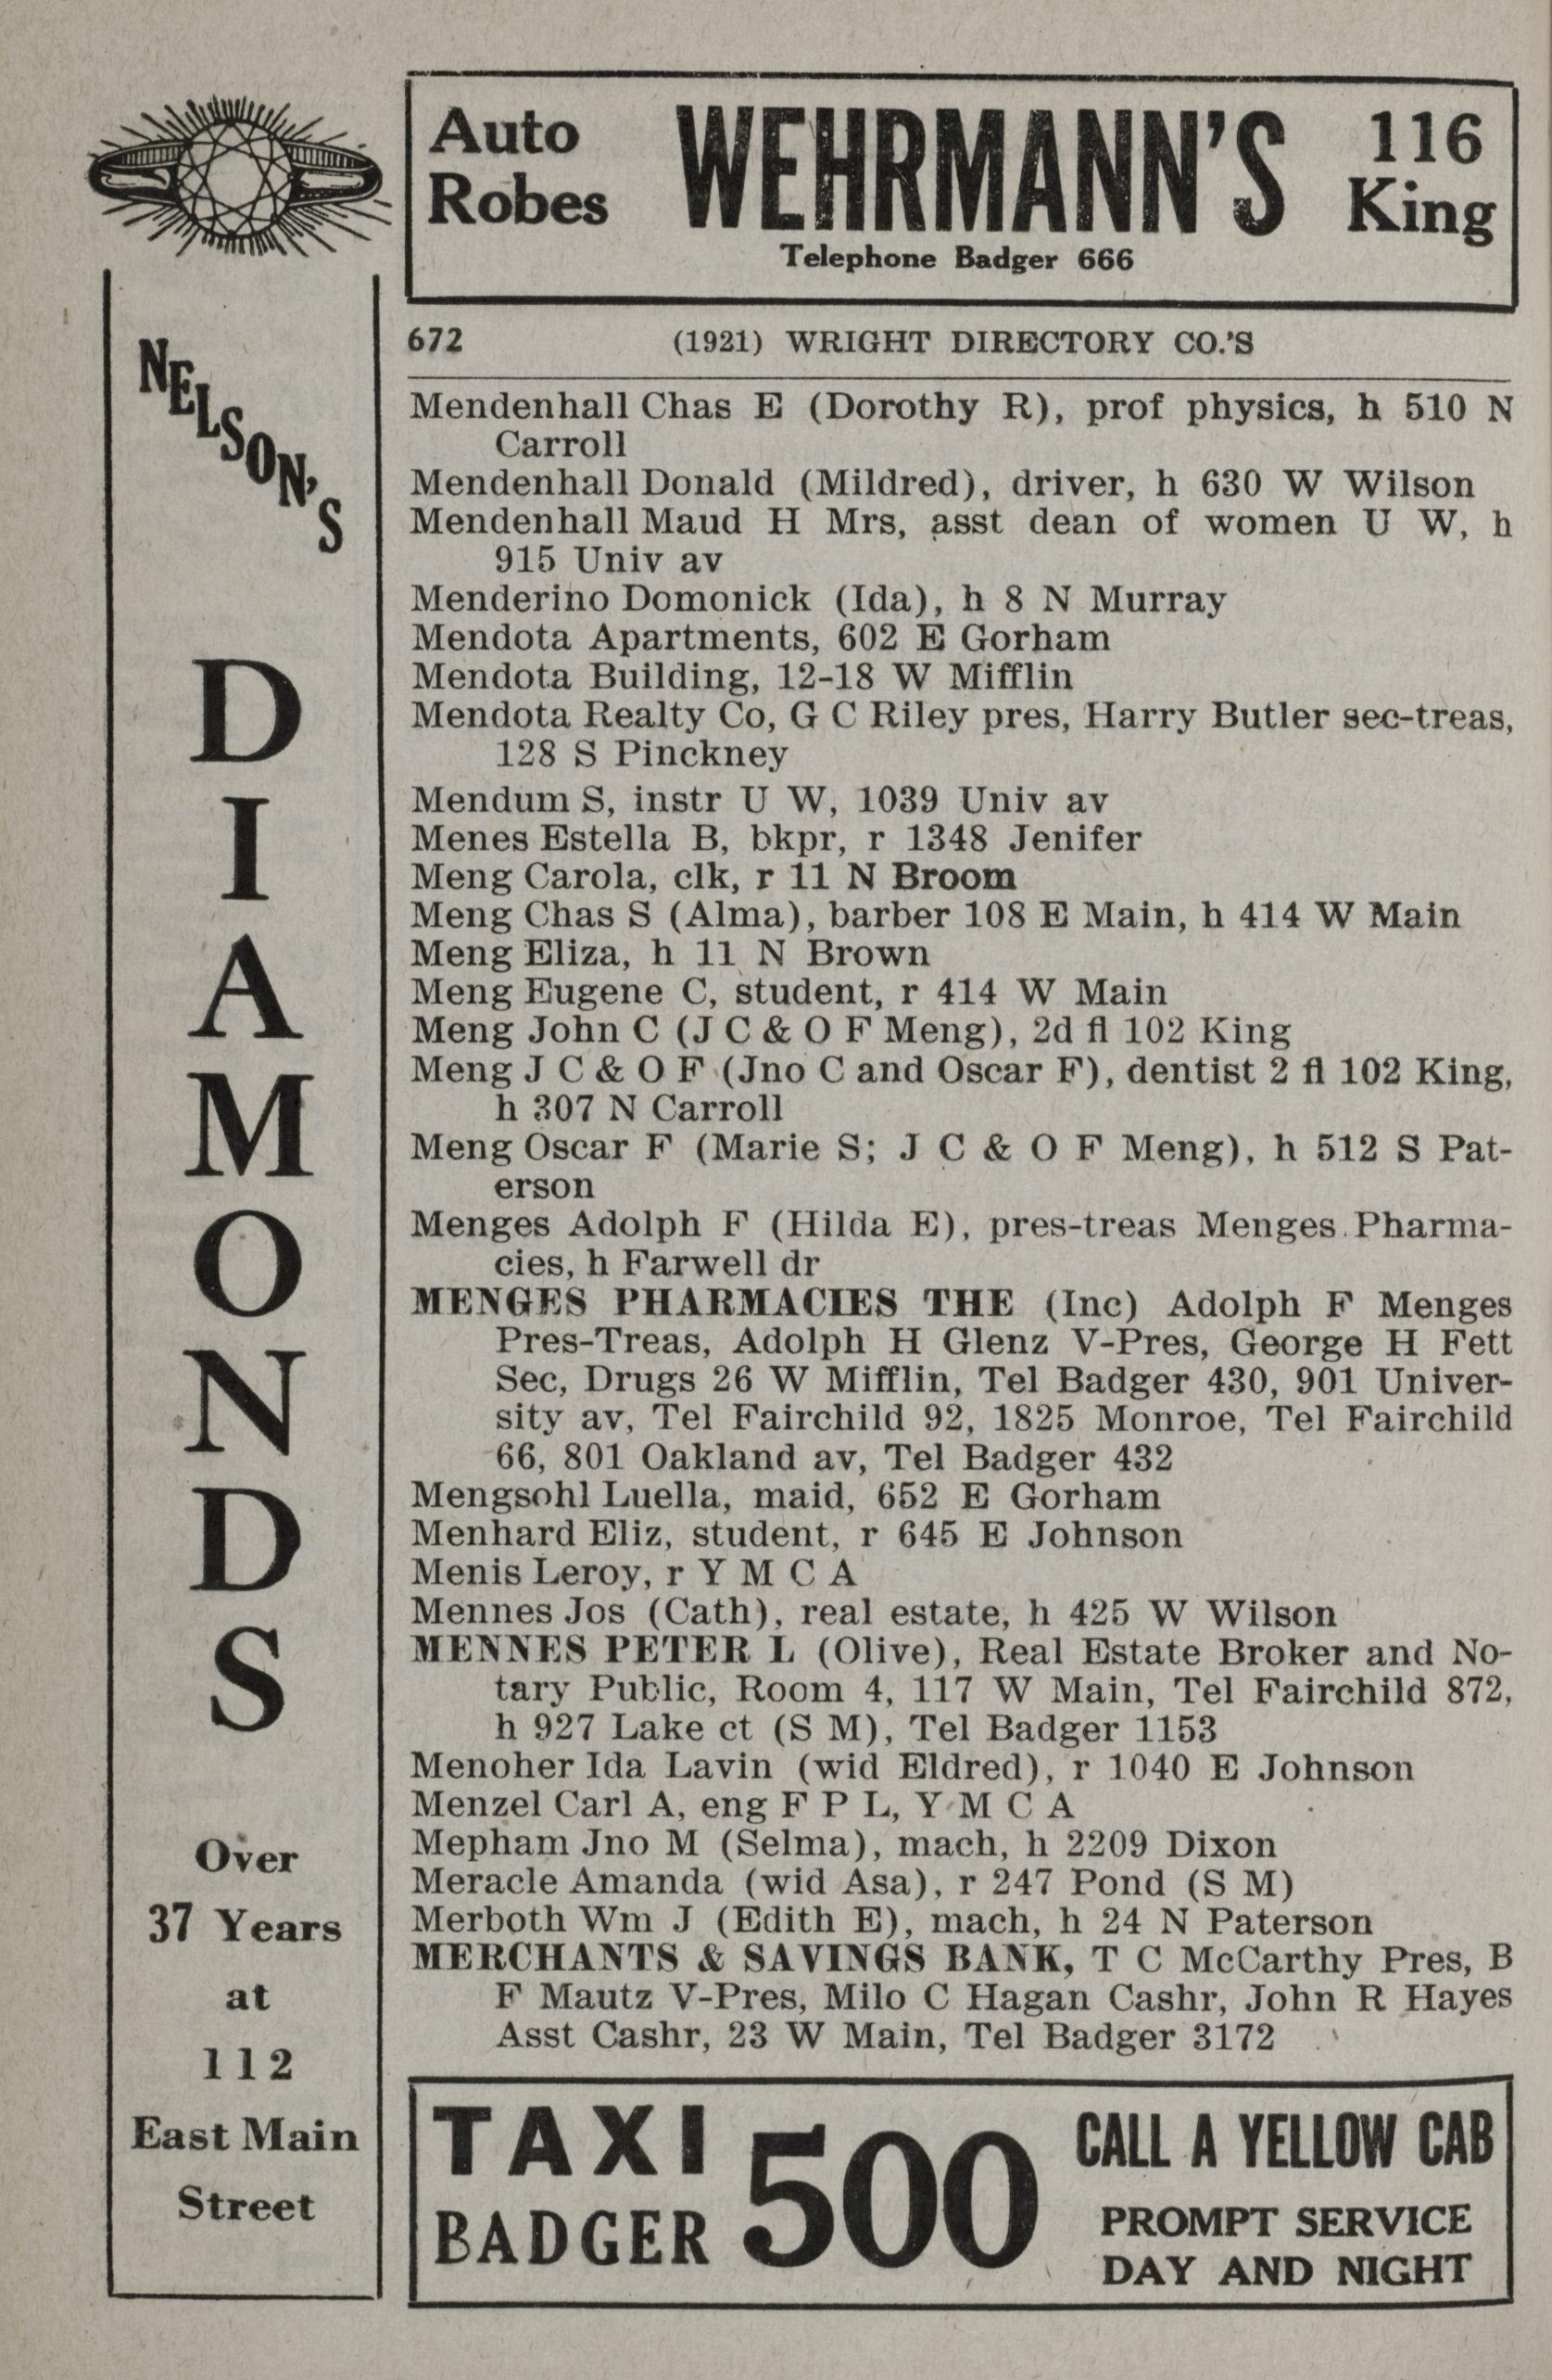 Auto
Robes
WEHRMANN'S
Telephone Badger 666
116
King
NELSON'S
DIAMONDS
Over
37 Years
at
112
East Main
Street
672 (1921) WRIGHT DIRECTORY CO.'S
Mendenhall Chas E (Dorothy R), prof physics, h 510 N
Carroll
Mendenhall Donald (Mildred), driver, h 630 W Wilson
Mendenhall Maud H Mrs, asst dean of women U W, h
915 Univ av
Menderino Domonick (Ida), h 8 N Murray
Mendota Apartments, 602 E Gorham
Mendota Building, 12-18 W Mifflin
Mendota Realty Co, G C Riley pres, Harry Butler sec-treas,
128 S Pinckney
Mendum S, instr U W, 1039 Univ av
Menes Estella B, bkpr, r 1348 Jenifer
Meng Carola, clk, r 11 N Broom
Meng Chas S (Alma), barber 108 E Main, h 414 W Main
Meng Eliza, h 11 N Brown
Meng Eugene C, student, r 414 W Main
Meng John C (J C & O F Meng), 2d fl 102 King
Meng J C & O F (Jno C and Oscar F), dentist 2 fl 102 King,
h 307 N Carroll
Meng Oscar F (Marie S; J C & O F Meng), h 512 S Pat-
erson
Menges Adolph F (Hilda E), pres-treas Menges Pharma-
cies, h Farwell dr
MENGES PHARMACIES THE (Inc) Adolph F Menges
Pres-Treas, Adolph H Glenz V-Pres, George H Fett
Sec, Drugs 26 W Mifflin, Tel Badger 430, 901 Univer-
sity av, Tel Fairchild 92, 1825 Monroe, Tel Fairchild
66, 801 Oakland av, Tel Badger 432
Mengsohl Luella, maid, 652 E Gorham
Menhard Eliz, student, r 645 E Johnson
Menis Leroy, r Y M C A
Mennes Jos (Cath), real estate, h 425 W Wilson
MENNES PETER L (Olive), Real Estate Broker and No-
tary Public, Room 4, 117 W Main, Tel Fairchild 872,
h 927 Lake ct (S M), Tel Badger 1153
Menoher Ida Lavin (wid Eldred), r 1040 E Johnson
Menzel Carl A, eng F P L, Y M C A
Mepham Jno M (Selma), mach, h 2209 Dixon
Meracle Amanda (wid Asa), r 247 Pond (S M)
Merboth Wm J (Edith E), mach, h 24 N Paterson
MERCHANTS & SAVINGS BANK, T C McCarthy Pres, B
F Mautz V-Pres, Milo C Hagan Cashr, John R Hayes
Asst Cashr, 23 W Main, Tel Badger 3172
TAXI
BADGER
500
CALL A YELLOW CAB
PROMPT SERVICE
DAY AND NIGHT